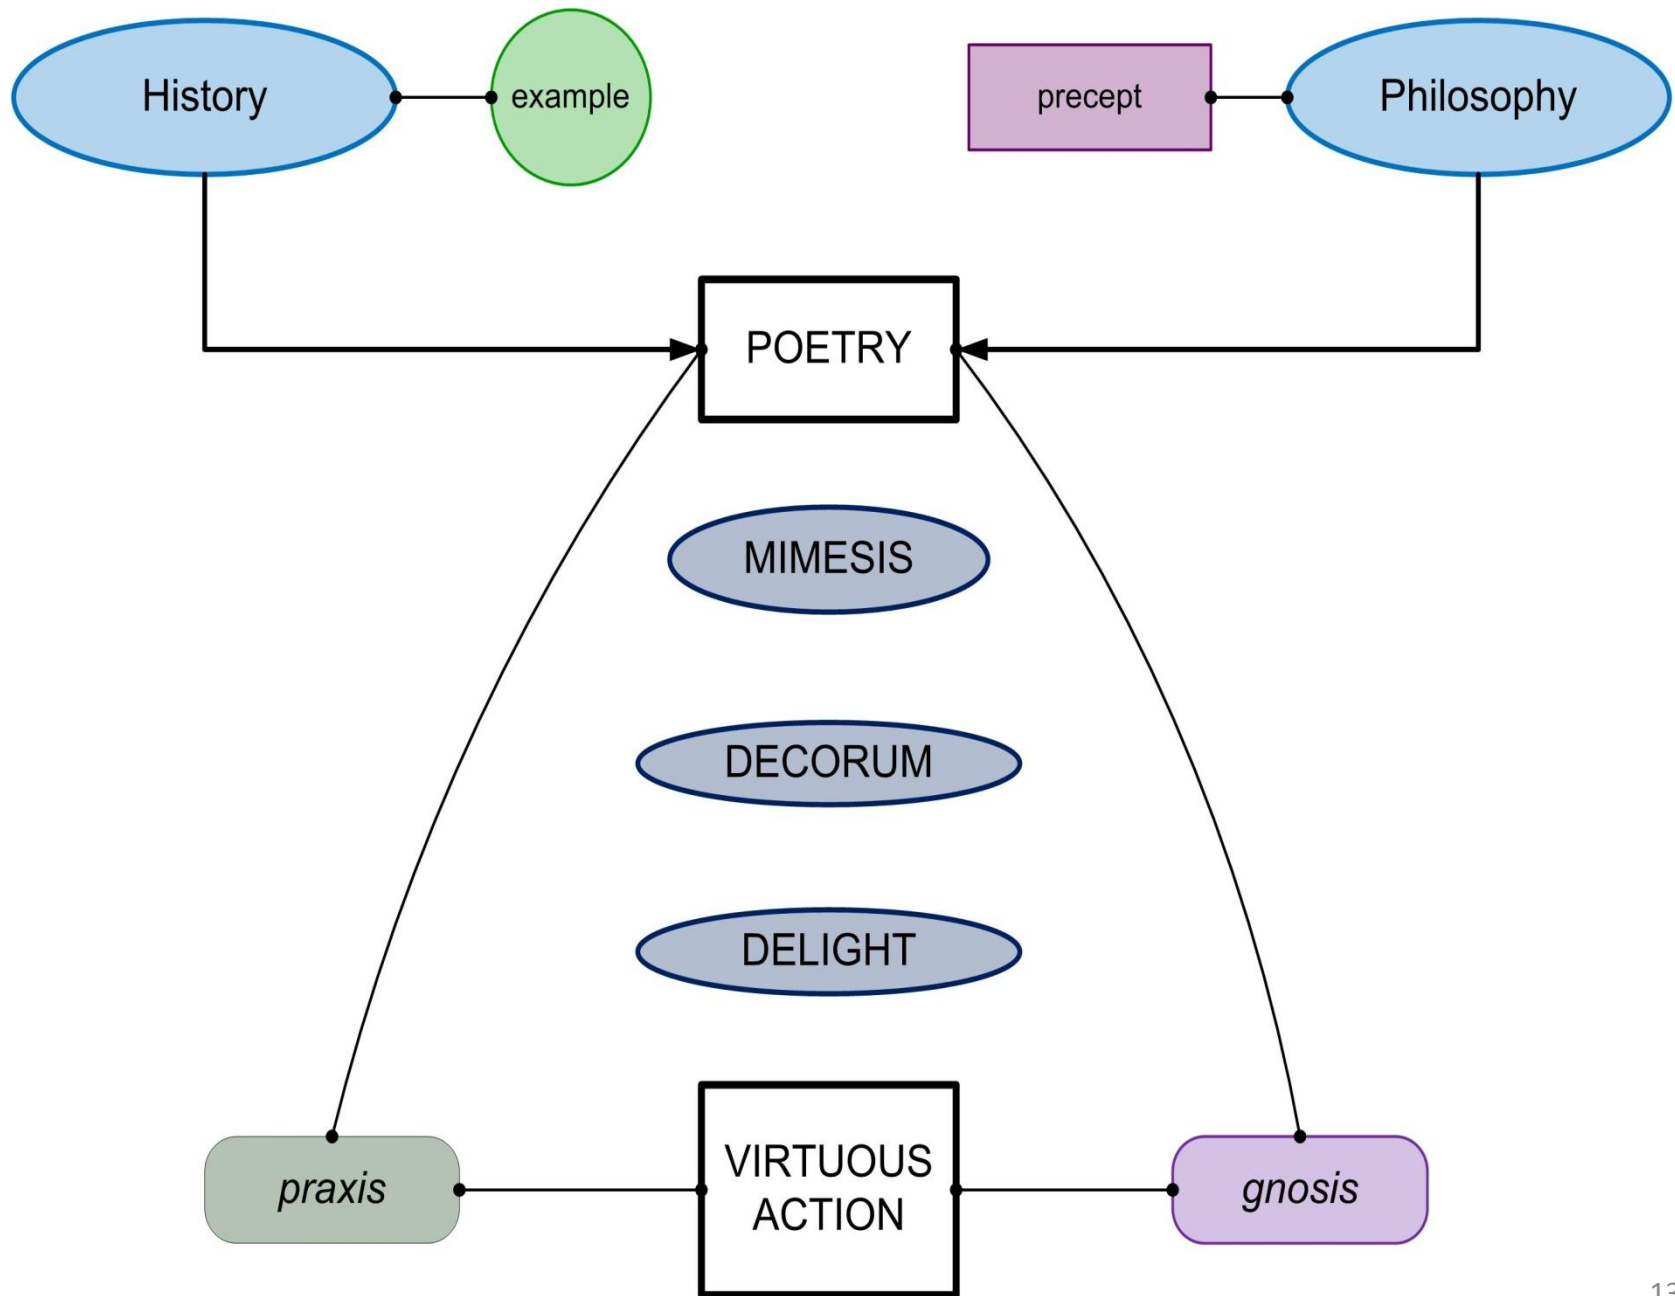 History
example
precept
Philosophy
POETRY
MIMESIS
DECORUM
DELIGHT
praxis
VIRTUOUS
ACTION
gnosis